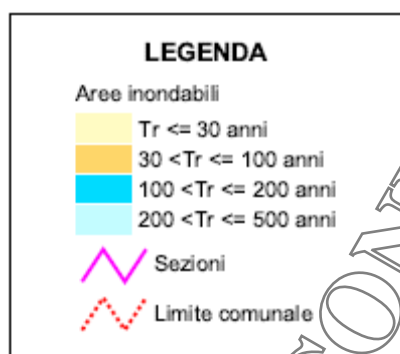 LEGENDA
Aree inondabili
Tr <= 30 anni
30 <Tr <= 100 anni
100 <Tr <= 200 anni
200 <Tr <= 500 anni
Sezioni
Limite comunale
CON